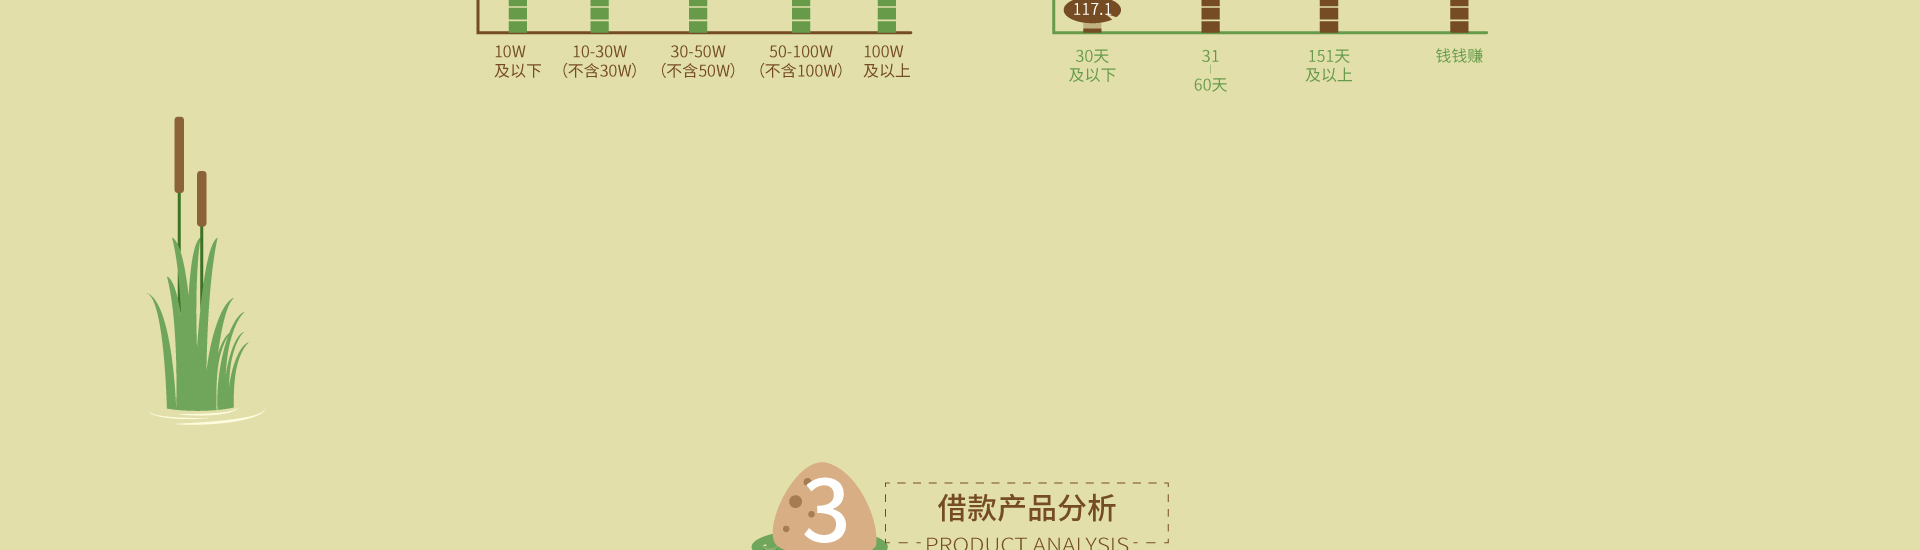 117.1
10W
及以下
10-30W
(不含30W)
30-50W
(不含50W)
50-100W
(不含100W)
100W
及以上
30天
及以下
31
|
60天
151天
及以上
钱钱赚
3
借款产品分析
PRODUCT ANALYSIS